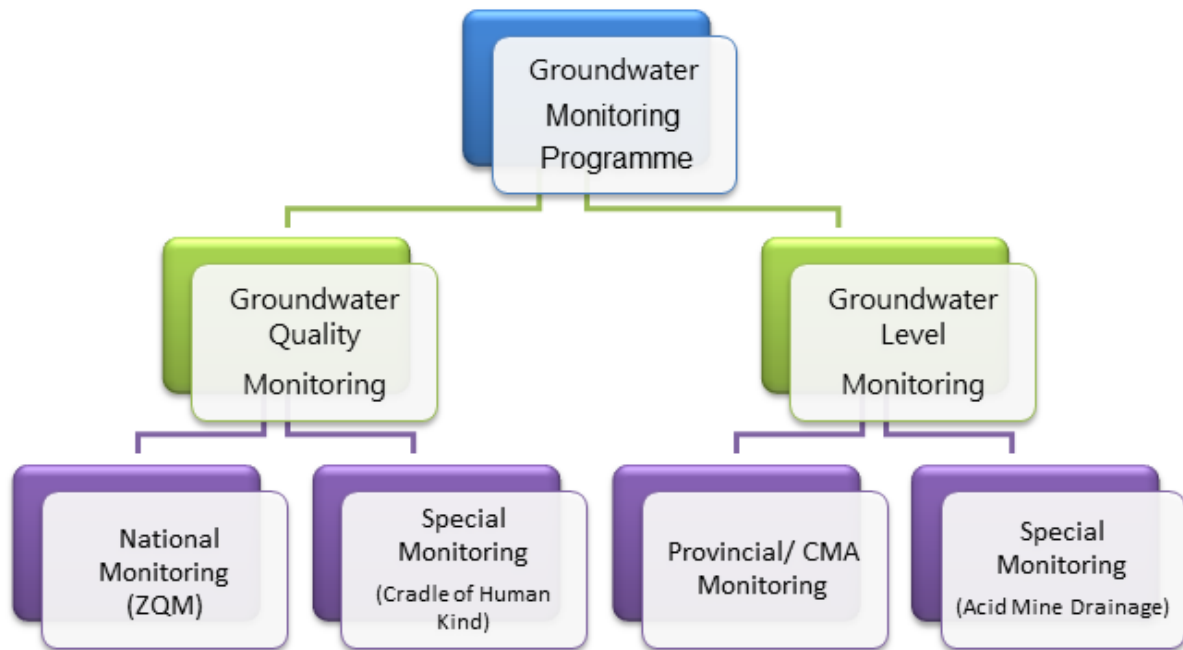 Groundwater
Monitoring
Programme
Groundwater
Quality
Monitoring
Groundwater
Level
Monitoring
National
Monitoring
(ZQM)
Special
Monitoring
(Cradle of Human
Kind)
Provincial/ CMA
Monitoring
Special
Monitoring
(Acid Mine Drainage)